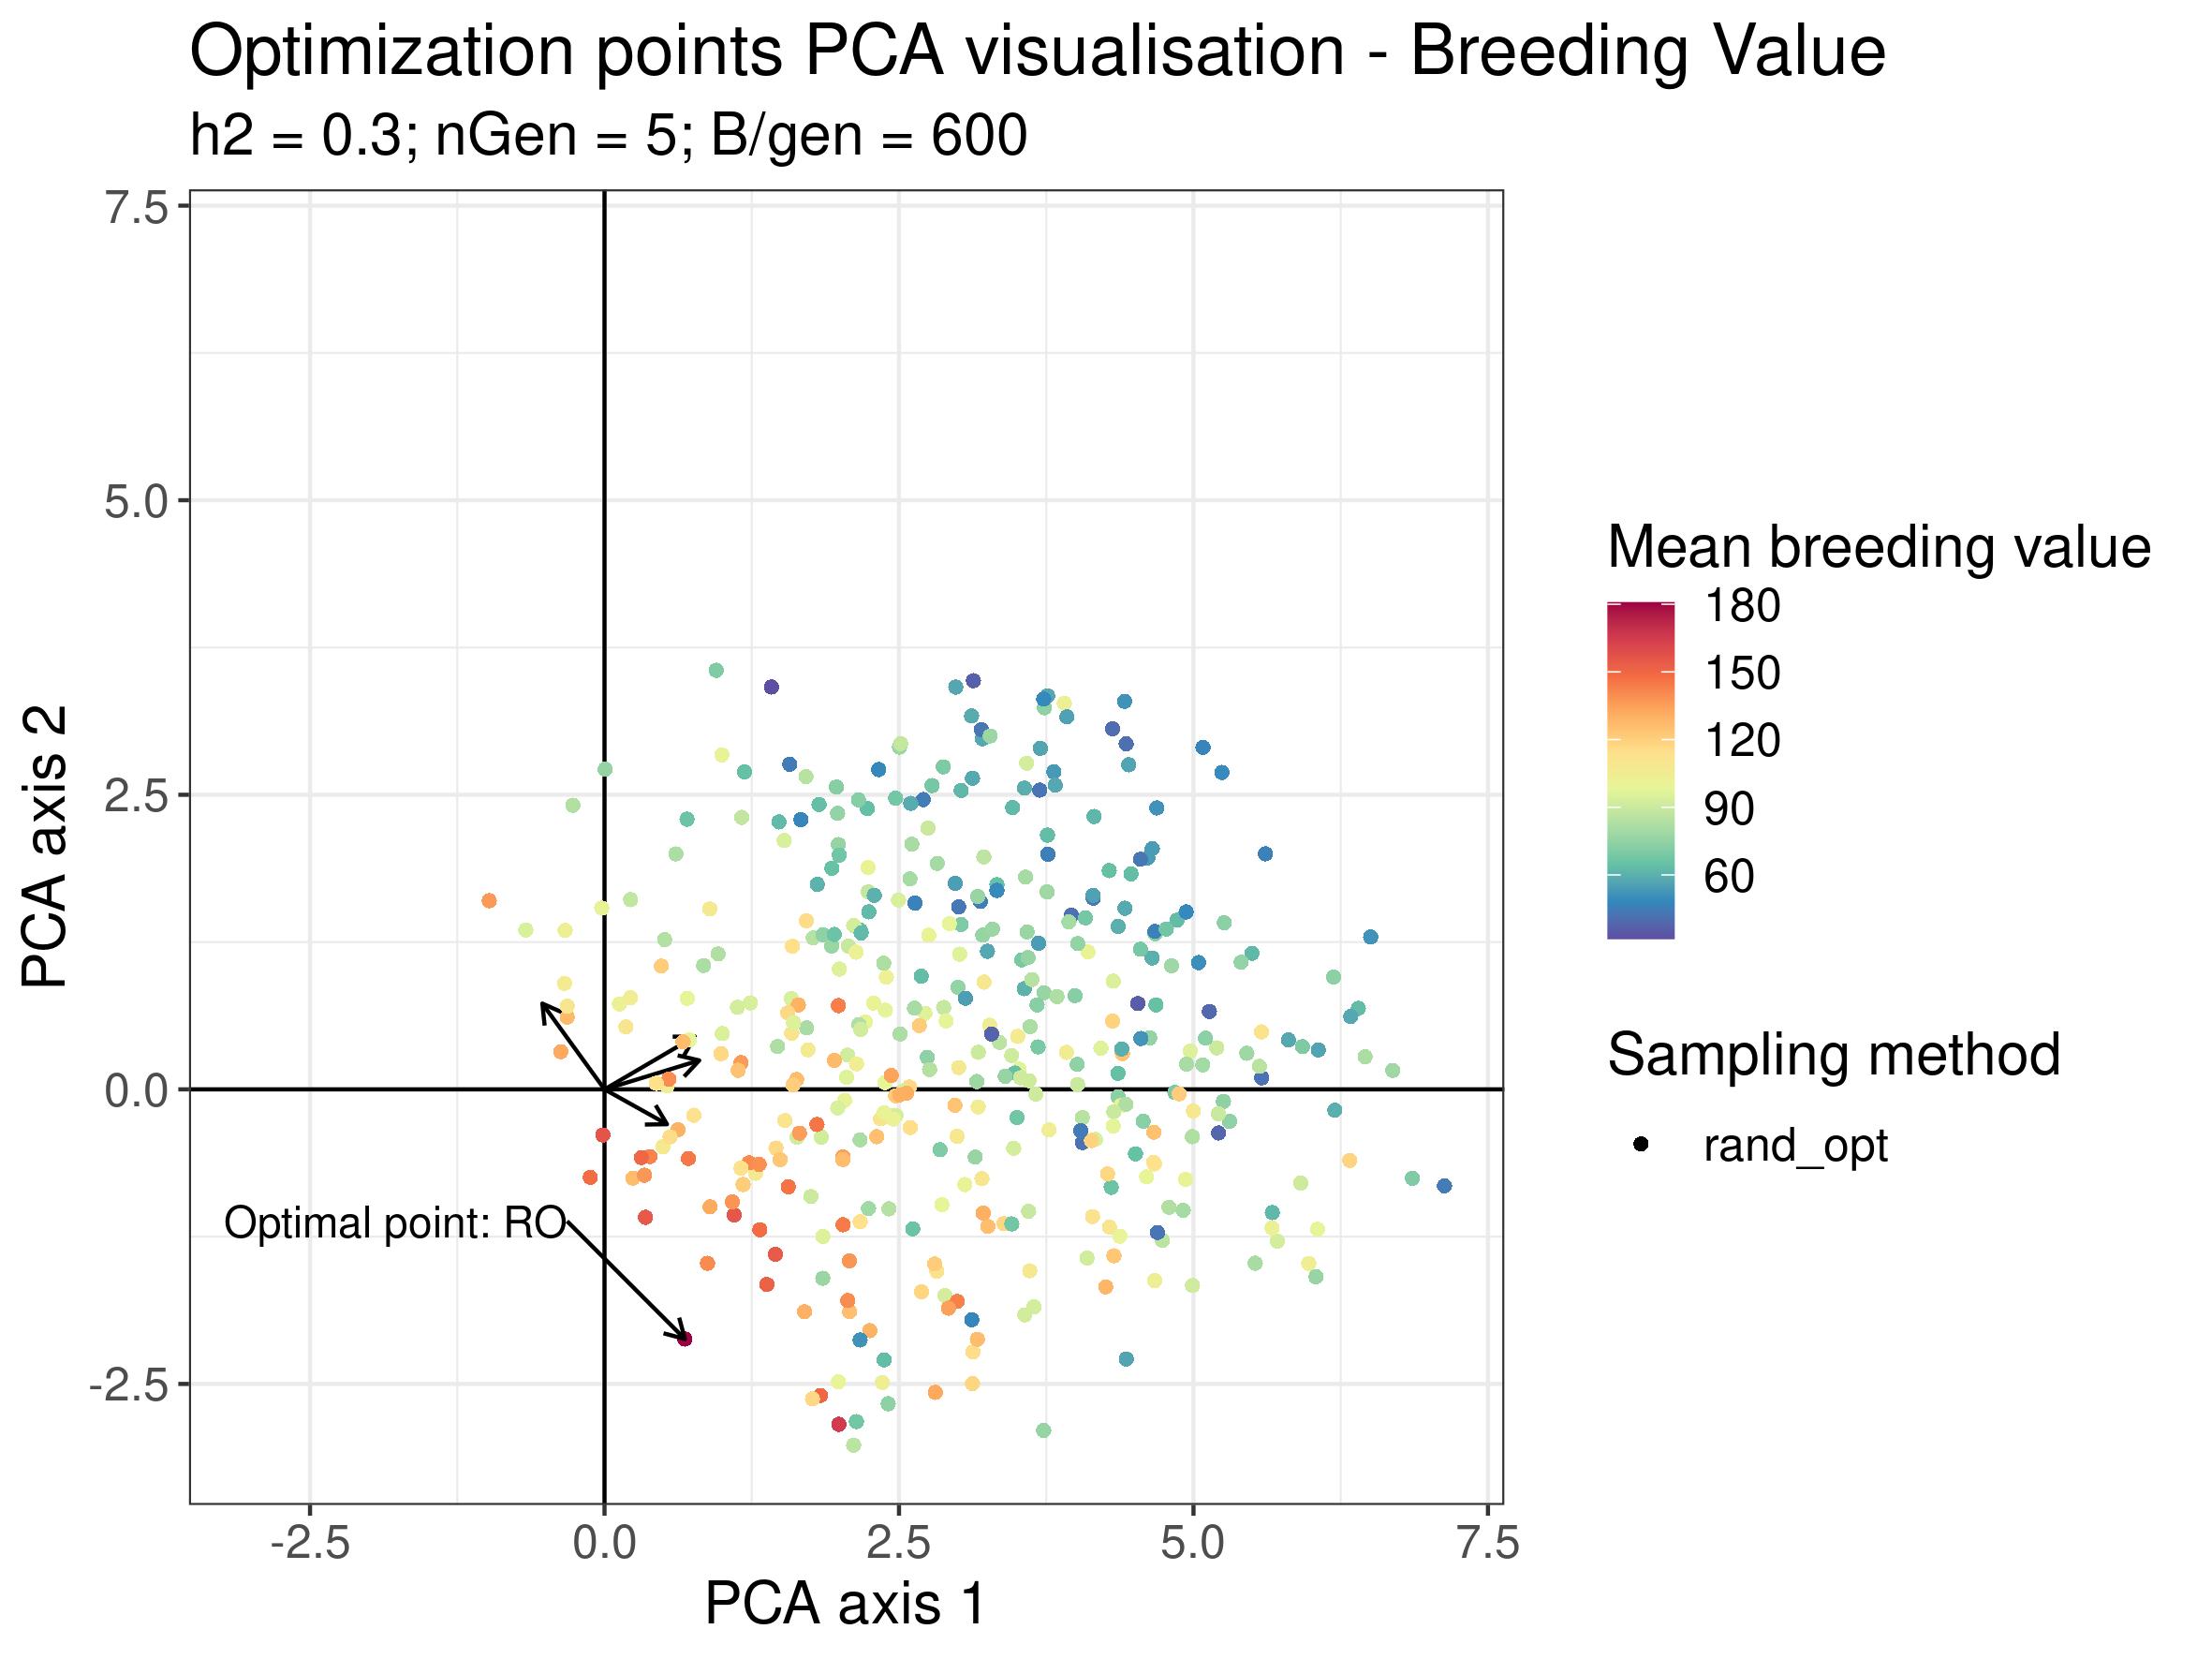 Optimization points PCA visualisation - Breeding Value
h2 = 0.3; nGen = 5; B/gen = 600
7.5
5.0
2.5
0.0
-2.5
PCA axis 2
Optimal point: RO
-2.5 0.0 2.5 5.0 7.5
PCA axis 1
Mean breeding value
180
150
120
90
60
Sampling method
rand_opt